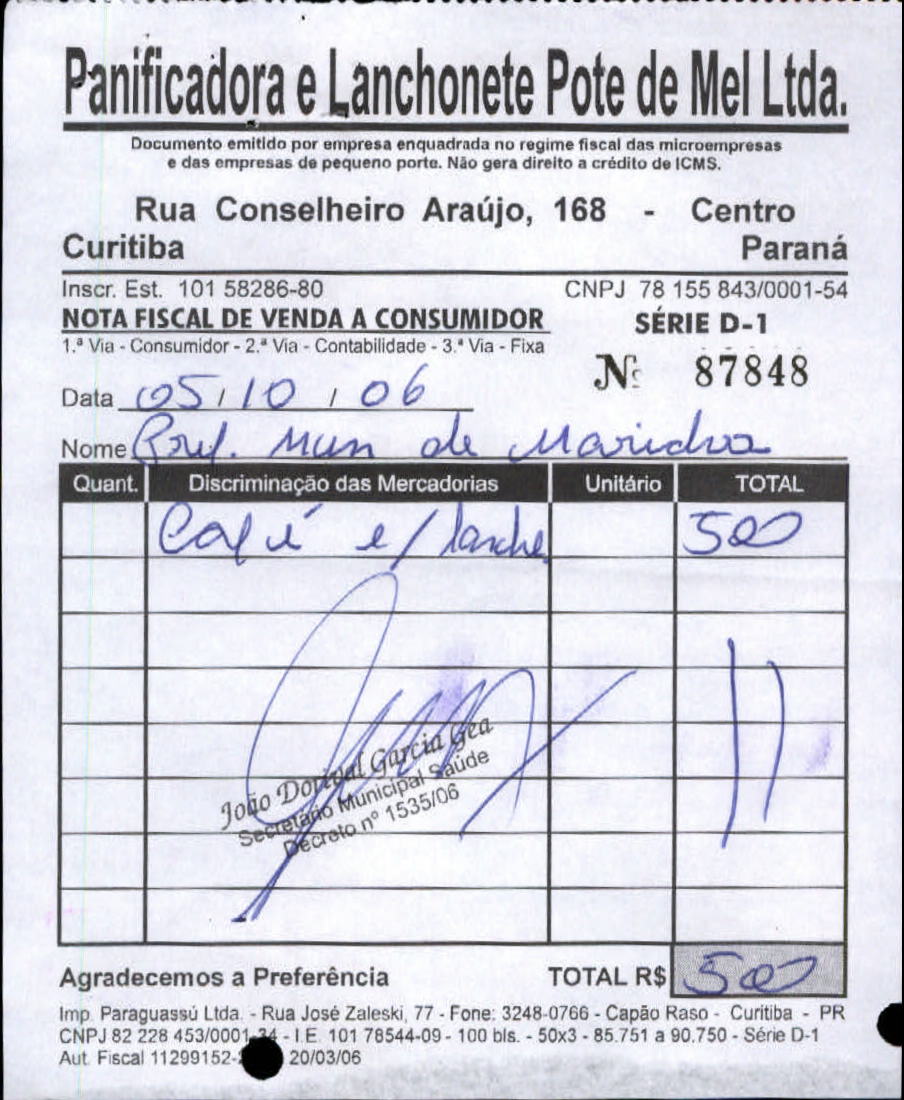 Panificadora e Lanchonete Pote de Mel Ltda.
Documento emitido por empresa enquadrada no regime fiscal das microempresas
e das empresas de pequeno porte. Não gera direito a crédito de ICMS.
Rua Conselheiro Araújo, 168 - Centro
Curitiba Paraná
Inscr. Est. 101 58286-80 CNPJ 78 155 843/0001-54
NOTA FISCAL DE VENDA A CONSUMIDOR SÉRIE D-1
1.ª Via - Consumidor - 2.ª Via - Contabilidade - 3.ª Via - Fixa
Nº 87848
Data 05/10/06
Nome Pref. Mun de
Quant. Discriminação das Mercadorias Unitário TOTAL
Café e/ lanche 500
João Dorival Garcia Gea
Secretário Municipal Saúde
Decreto nº 1535/06
Agradecemos a Preferência TOTAL R$ 500
Imp. Paraguassú Ltda. - Rua José Zaleski, 77 - Fone: 3248-0766 - Capão Raso - Curitiba - PR
CNPJ 82 228 453/0001-34 - I.E. 101 78544-09 - 100 bls. - 50x3 - 85.751 a 90.750 - Série D-1
Aut. Fiscal 20/03/06